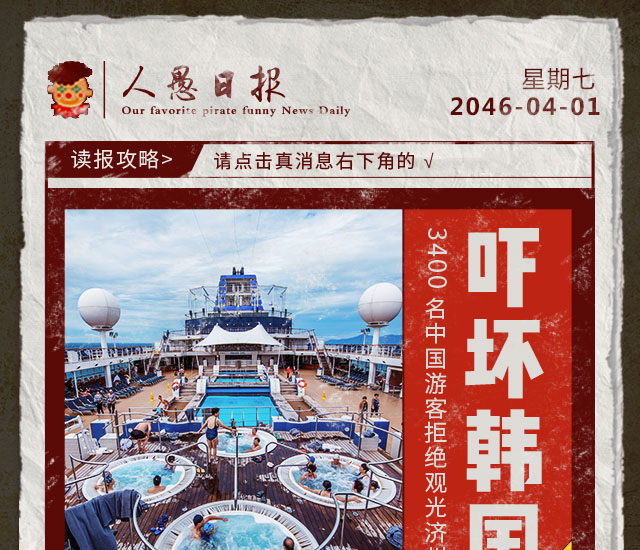 人愚日报
Our favorite pirate funny News Daily
星期七
2046-04-01
读报攻略>
请点击真消息右下角的 √
吓坏韩国
3400 名中国游客拒绝观光济